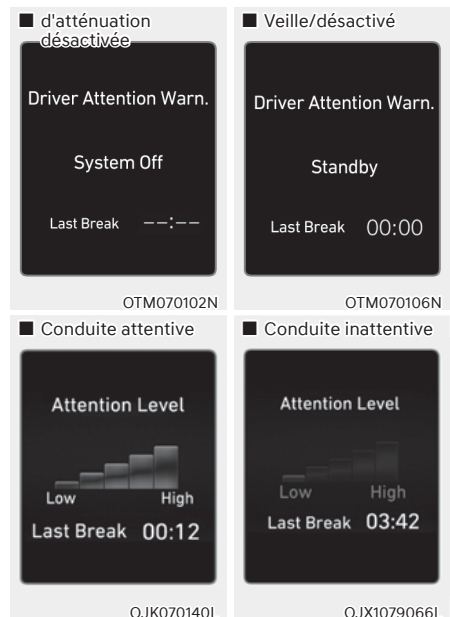 ■ d'atténuation
désactivée
Driver Attention Warn.
System Off
Last Break --:--
OTM070102N
■ Veille/désactivé
Driver Attention Warn.
Standby
Last Break 00:00
OTM070106N
■ Conduite attentive
Attention Level
Low High
Last Break 00:12
OJK070140L
■ Conduite inattentive
Attention Level
Low High
Last Break 03:42
OJX1079066L